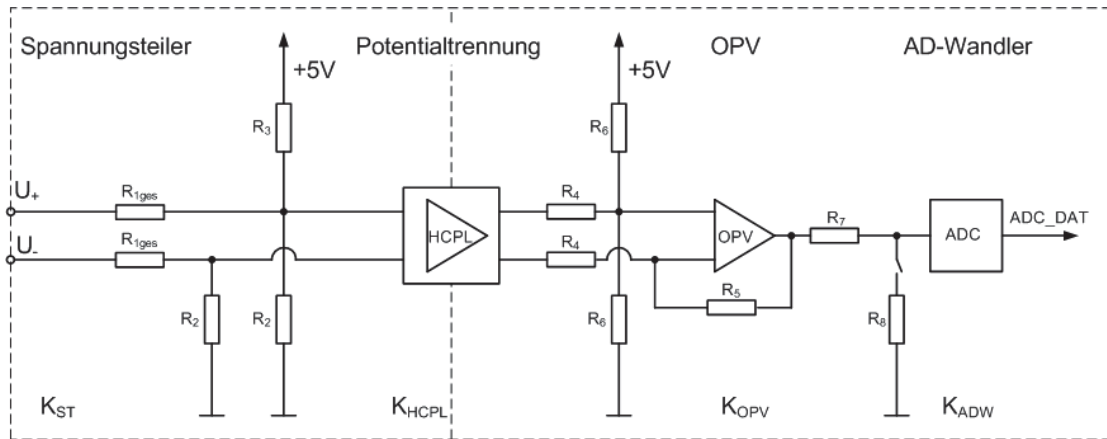 Spannungsteiler
Potentialtrennung
OPV
AD-Wandler
+5V
+5V
R3
R6
U+
R1ges
R4
R7
ADC_DAT
HCPL
OPV
ADC
U-
R1ges
R4
R5
R2
R2
R6
R8
KST
KHCPL
KOPV
KADW